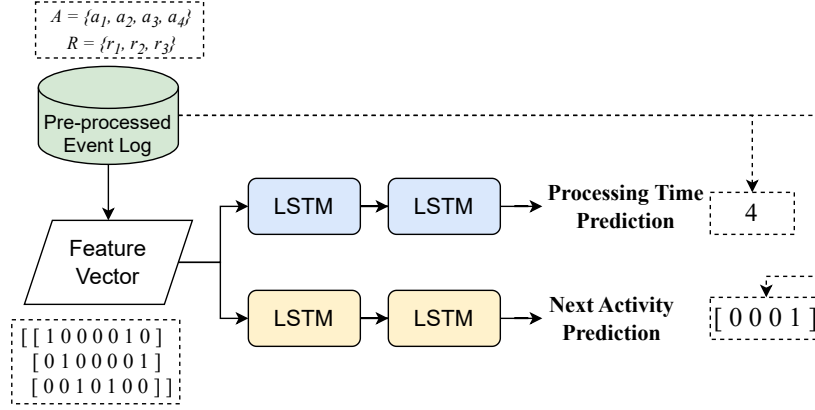 A = {a1, a2, a3, a4}
R = {r1, r2, r3}
Pre-processed
Event Log
LSTM
LSTM
Processing Time
Prediction
4
Feature
Vector
LSTM
LSTM
Next Activity
Prediction
[ 0 0 0 1 ]
[ [ 1 0 0 0 0 1 0 ]
[ 0 1 0 0 0 0 1 ]
[ 0 0 1 0 1 0 0 ] ]